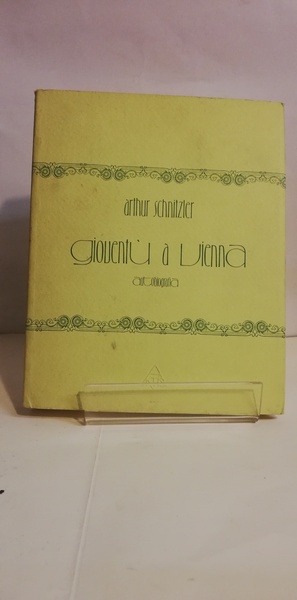 arthur schnitzler
gioventù à vienna
autobiografia